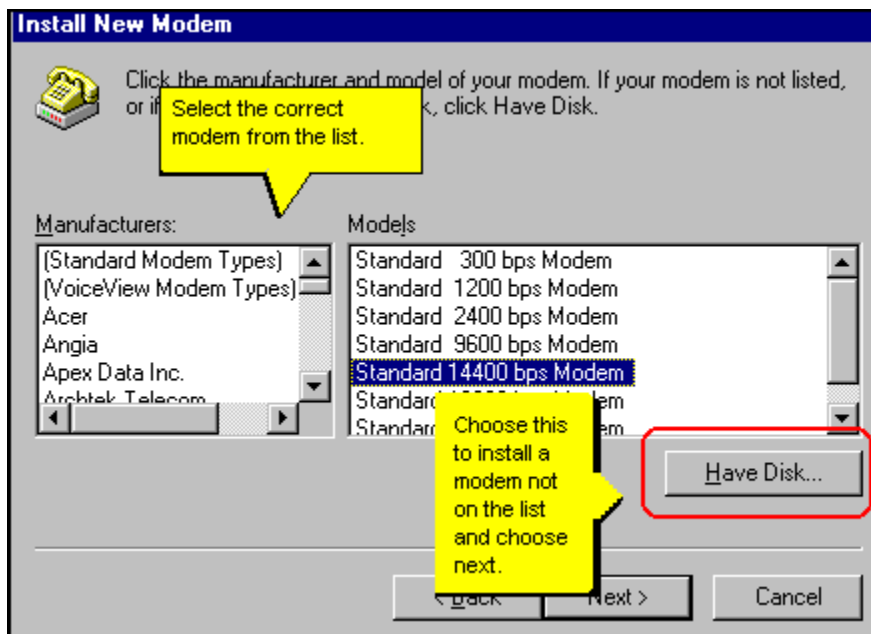 Install New Modem
Click the manufacturer and model of your modem. If your modem is not listed,
or if k, click Have Disk.
Select the correct
modem from the list.
Manufacturers:
Models
(Standard Modem Types)
(VoiceView Modem Types)
Acer
Angia
Apex Data Inc.
Archtek Telecom
Standard 300 bps Modem
Standard 1200 bps Modem
Standard 2400 bps Modem
Standard 9600 bps Modem
Standard 14400 bps Modem
Choose this
to install a
modem not
on the list
and choose
next.
Have Disk...
< Back
Next >
Cancel